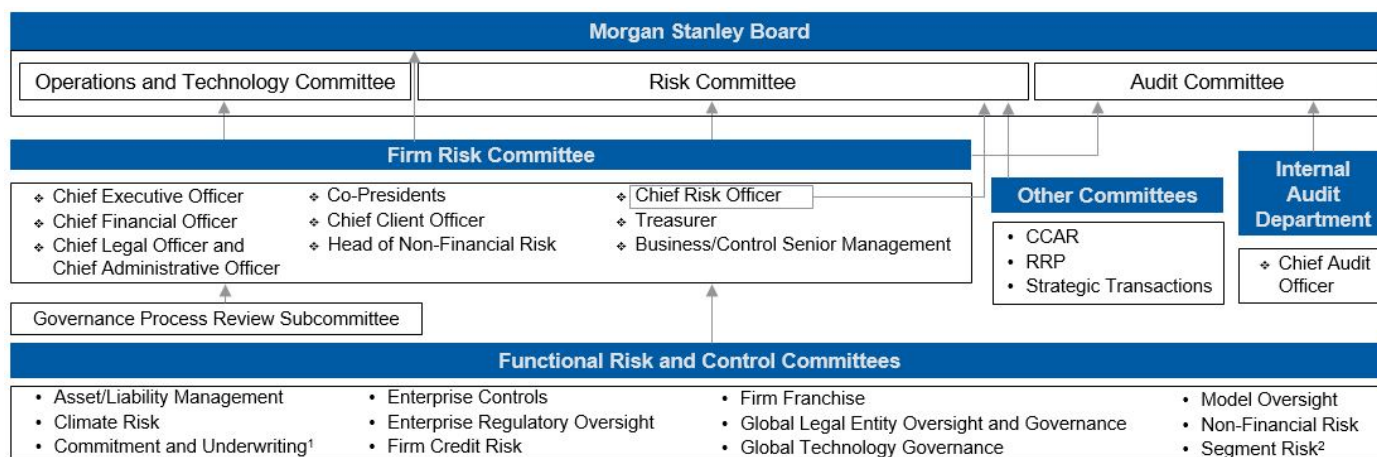 Morgan Stanley Board
Operations and Technology Committee
Risk Committee
Audit Committee
Firm Risk Committee
❖ Chief Executive Officer
❖ Chief Financial Officer
❖ Chief Legal Officer and
Chief Administrative Officer
❖ Co-Presidents
❖ Chief Client Officer
❖ Head of Non-Financial Risk
❖ Chief Risk Officer
❖ Treasurer
❖ Business/Control Senior Management
Other Committees
• CCAR
• RRP
• Strategic Transactions
Internal
Audit
Department
❖ Chief Audit
Officer
Governance Process Review Subcommittee
Functional Risk and Control Committees
• Asset/Liability Management
• Climate Risk
• Commitment and Underwriting¹
• Enterprise Controls
• Enterprise Regulatory Oversight
• Firm Credit Risk
• Firm Franchise
• Global Legal Entity Oversight and Governance
• Global Technology Governance
• Model Oversight
• Non-Financial Risk
• Segment Risk²